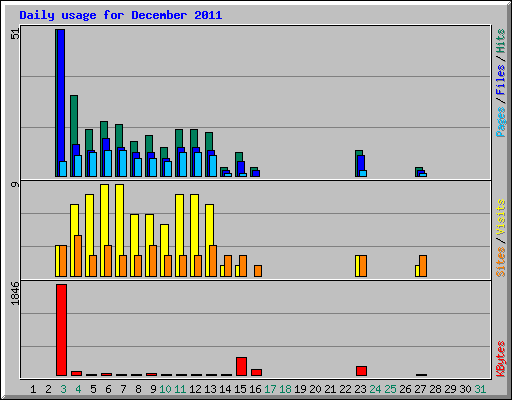 Daily usage for December 2011
51
9
1846
Pages / Files / Hits
Sites / Visits
KBytes
1 2 3 4 5 6 7 8 9 10 11 12 13 14 15 16 17 18 19 20 21 22 23 24 25 26 27 28 29 30 31